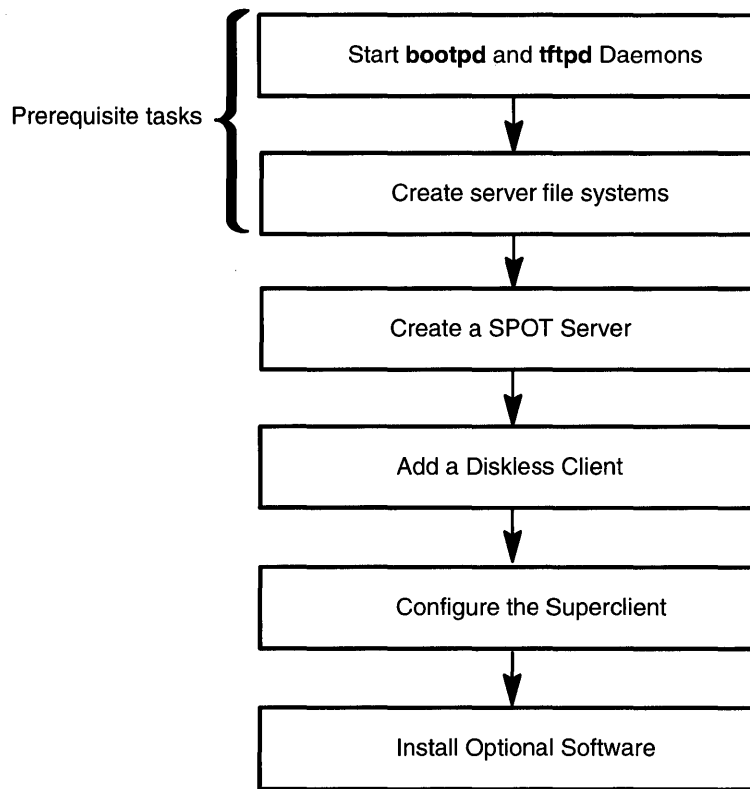 Start bootpd and tftpd Daemons
Prerequisite tasks
Create server file systems
Create a SPOT Server
Add a Diskless Client
Configure the Superclient
Install Optional Software